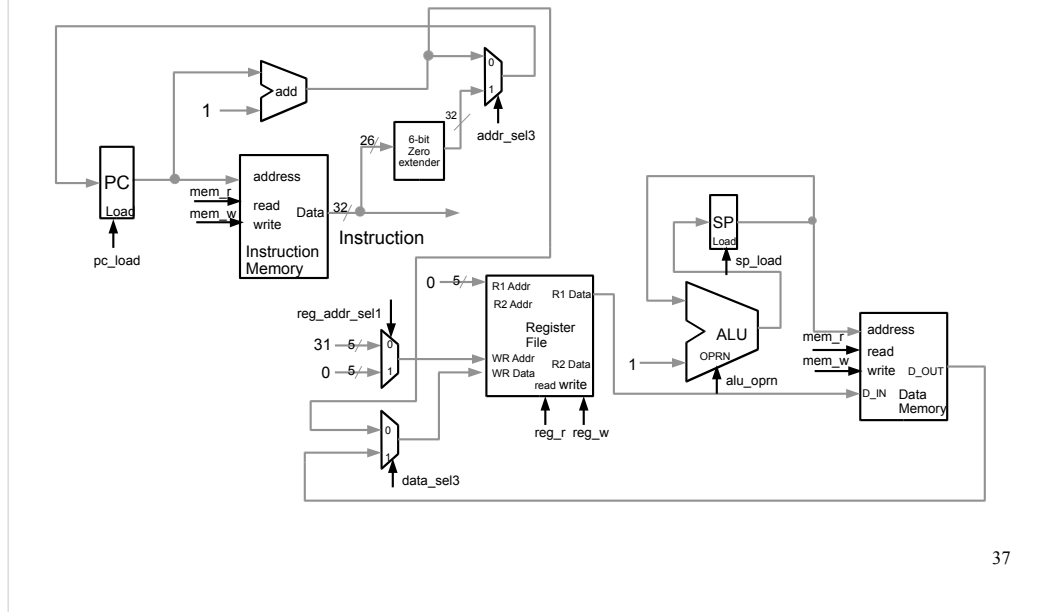 add
0
1
1
addr_sel3
32
26
6-bit
Zero
extender
PC
Load
pc_load
mem_r
mem_w
address
read
write
Data
Instruction
Memory
32
Instruction
reg_addr_sel1
31
5
0
0
5
1
0
5
R1 Addr
R2 Addr
R1 Data
Register
File
WR Addr
WR Data
R2 Data
read write
reg_r
reg_w
0
1
data_sel3
SP
Load
sp_load
ALU
OPRN
1
alu_oprn
mem_r
mem_w
address
read
write
D_OUT
D_IN
Data
Memory
37